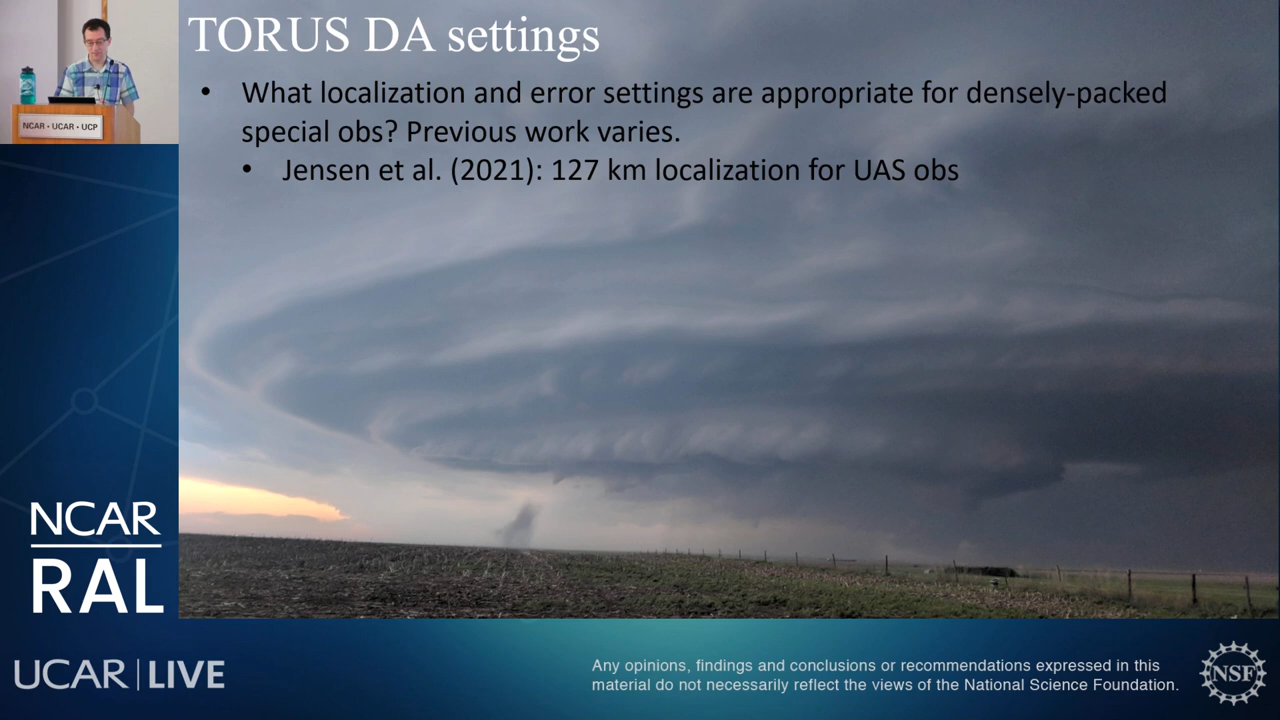 TORUS DA settings
• What localization and error settings are appropriate for densely-packed
special obs? Previous work varies.
• Jensen et al. (2021): 127 km localization for UAS obs
NCAR • UCAR • UCP
NCAR
RAL
UCAR | LIVE
Any opinions, findings and conclusions or recommendations expressed in this
material do not necessarily reflect the views of the National Science Foundation.
NSF